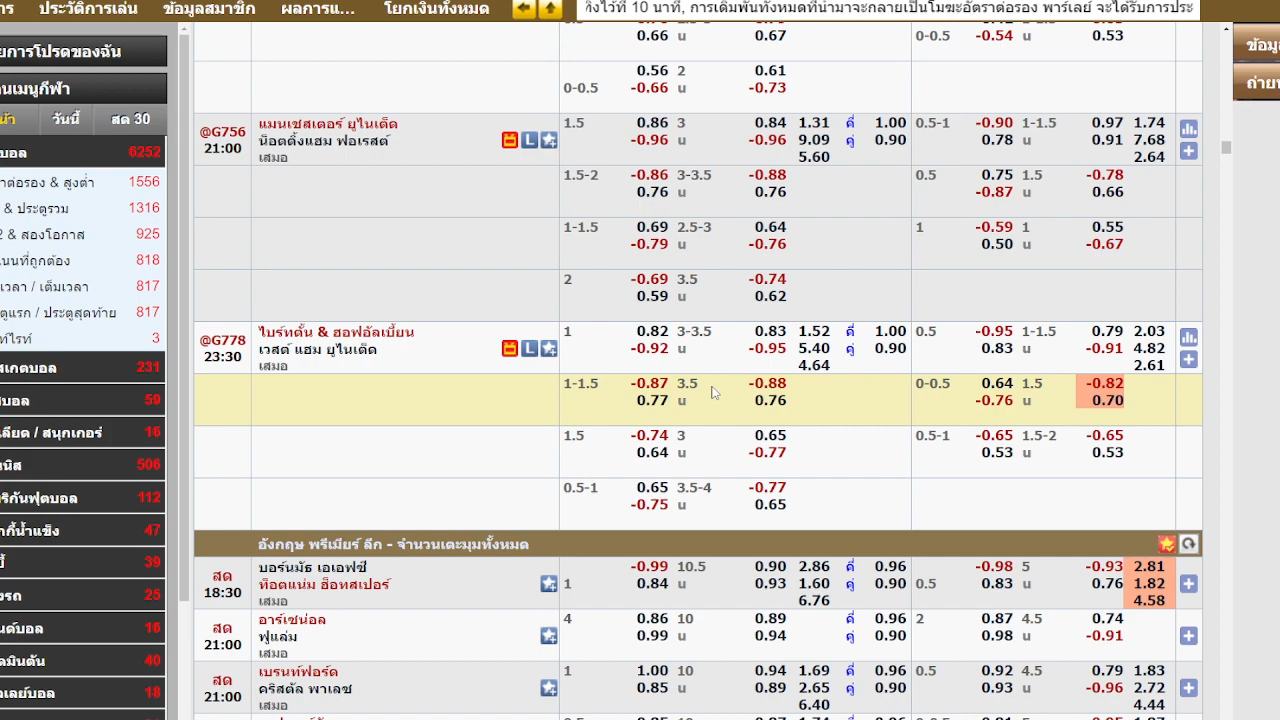 ประวัติการเล่น ข้อมูลสมาชิก ผลการแ... โยกเงินทั้งหมด
ถึงไว้ที่ 10 นาที, การเดิมพันทั้งหมดที่นำมาจะกลายเป็นโมฆะอัตราต่อรอง พาร์เลย์ จะได้รับการประ
0.66 u 0.67 0-0.5 -0.54 u 0.53
0.56 2 0.61
0-0.5 -0.66 u -0.73
@G756 แมนเชสเตอร์ ยูไนเต็ด 1.5 0.86 3 0.84 1.31 คี่ 1.00 0.5-1 -0.90 1-1.5 0.97 1.74
21:00 น็อตติ้งแฮม ฟอเรสต์ L -0.96 u -0.96 9.09 คู่ 0.90 0.78 u 0.91 7.68
เสมอ 5.60 2.64
1.5-2 -0.86 3-3.5 -0.88 0.5 0.75 1.5 -0.78
0.76 u 0.76 -0.87 u 0.66
1-1.5 0.69 2.5-3 0.64 1 -0.59 1 0.55
-0.79 u -0.76 0.50 u -0.67
2 -0.69 3.5 -0.74
0.59 u 0.62
@G778 ไบร์ทตั้น & ฮอฟอัลเบี้ยน 1 0.82 3-3.5 0.83 1.52 คี่ 1.00 0.5 -0.95 1-1.5 0.79 2.03
23:30 เวสต์ แฮม ยูไนเต็ด L -0.92 u -0.95 5.40 คู่ 0.90 0.83 u -0.91 4.82
เสมอ 4.64 2.61
1-1.5 -0.87 3.5 -0.88 0-0.5 0.64 1.5 -0.82
0.77 u 0.76 -0.76 u 0.70
1.5 -0.74 3 0.65 0.5-1 -0.65 1.5-2 -0.65
0.64 u -0.77 0.53 u 0.53
0.5-1 0.65 3.5-4 -0.77
-0.75 u 0.65
อังกฤษ พรีเมียร์ ลีก - จำนวนเตะมุมทั้งหมด
สด บอร์นมัธ เอเอฟซี -0.99 10.5 0.90 2.86 คี่ 0.96 -0.98 5 -0.93 2.81
18:30 ท็อตแน่ม ฮ็อทสเปอร์ 1 0.84 u 0.93 1.60 คู่ 0.90 0.5 0.83 u 0.76 1.82
เสมอ 6.76 4.58
สด อาร์เซน่อล 4 0.86 10 0.89 คี่ 0.96 2 0.87 4.5 0.74
21:00 ฟูแล่ม 0.99 u 0.94 คู่ 0.90 0.98 u -0.91
เสมอ
สด เบรนท์ฟอร์ด 1 1.00 10 0.94 1.69 คี่ 0.96 0.5 0.92 4.5 0.79 1.83
21:00 คริสตัล พาเลซ 0.85 u 0.89 2.65 คู่ 0.90 0.93 u -0.96 2.72
เสมอ 6.40 4.44
ยการโปรดของฉัน
านเมนูกีฬา
วันนี้ สด 30
บอล 6252
าต่อรอง & สูงต่ำ 1556
& ประตูรวม 1316
2 & สองโอกาส 925
แนนที่ถูกต้อง 818
เวลา / เต็มเวลา 817
ตูแรก / ประตูสุดท้าย 817
3
สเกตบอล 231
59
ลียด / สนุกเกอร์ 16
นนิส 506
ริกันฟุตบอล 112
กกี้น้ำแข็ง 47
39
งรถ 25
นด์บอล 16
ดมินตัน 40
เลย์บอล 18
ข้อมู
ถ่าย